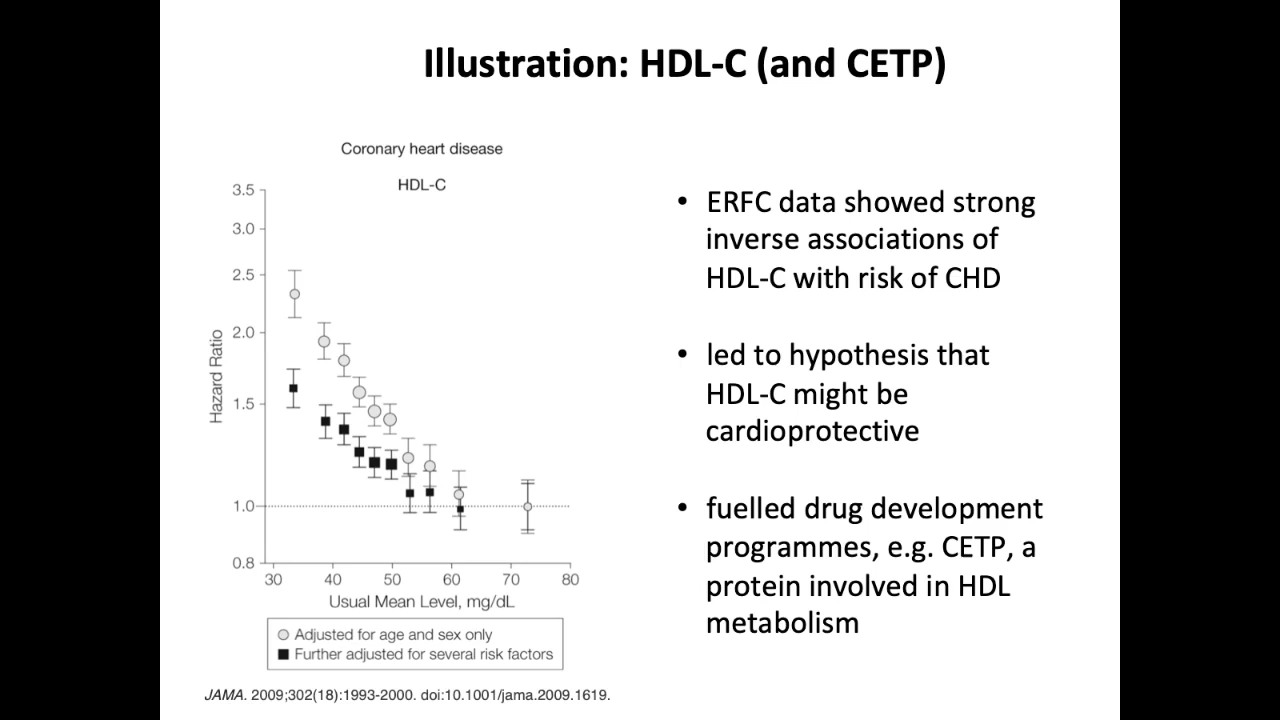 Illustration: HDL-C (and CETP)
Coronary heart disease
HDL-C
3.5
3.0
2.5
2.0
1.5
1.0
0.8
Hazard Ratio
30 40 50 60 70 80
Usual Mean Level, mg/dL
Adjusted for age and sex only
Further adjusted for several risk factors
JAMA. 2009;302(18):1993-2000. doi:10.1001/jama.2009.1619.
• ERFC data showed strong
inverse associations of
HDL-C with risk of CHD
• led to hypothesis that
HDL-C might be
cardioprotective
• fuelled drug development
programmes, e.g. CETP, a
protein involved in HDL
metabolism